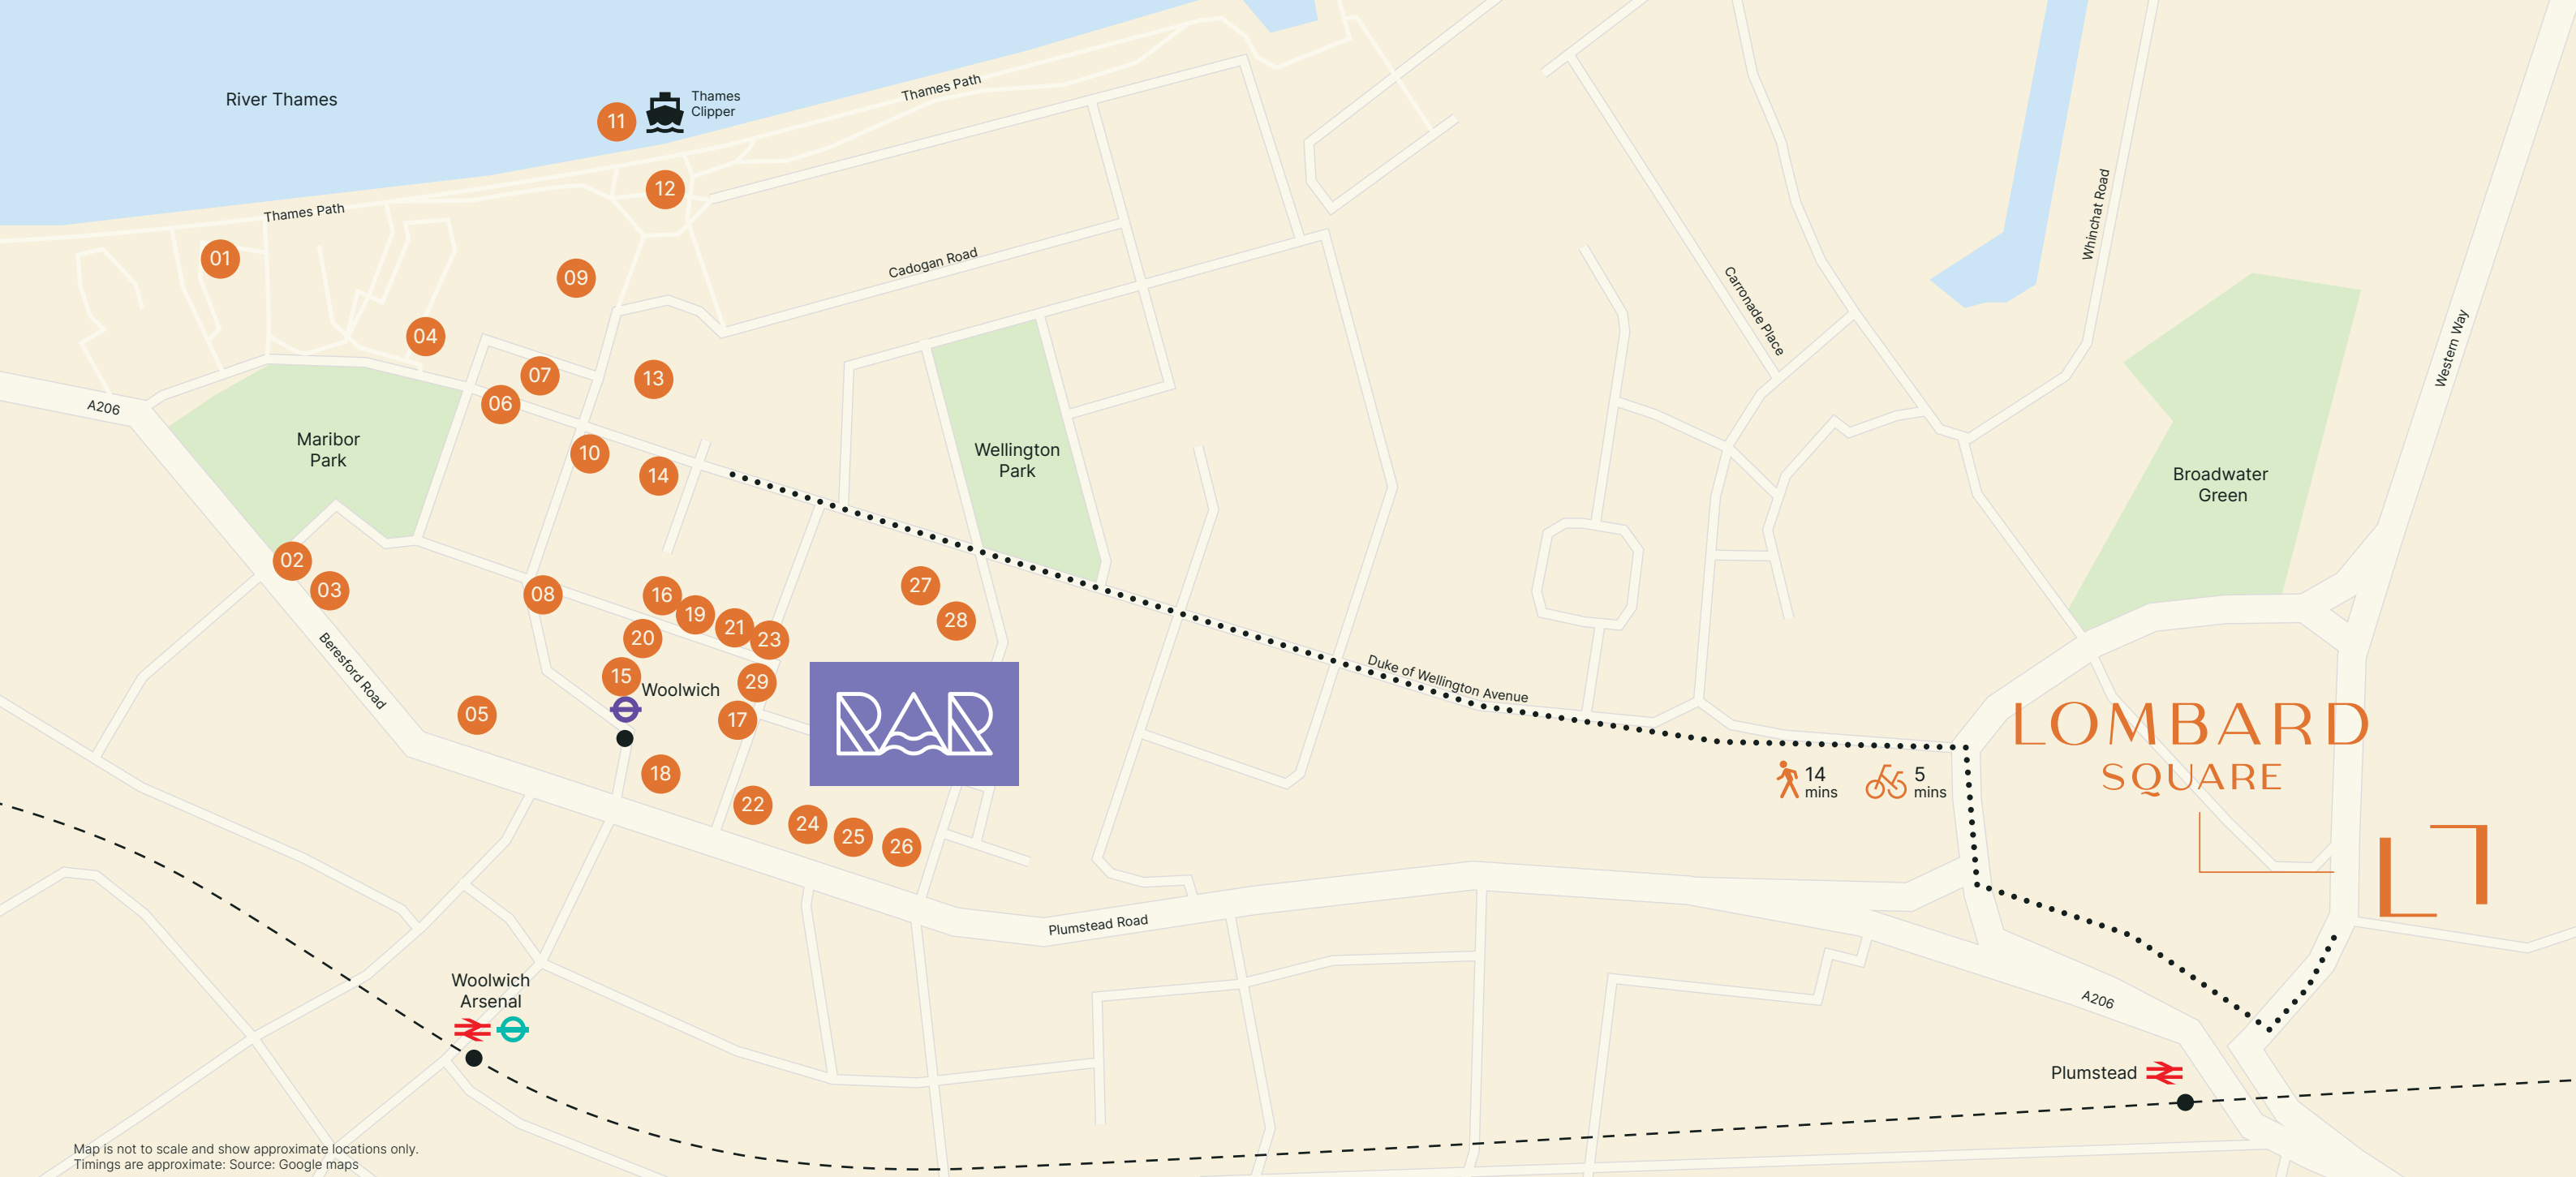 River Thames
11
Thames
Clipper
Thames Path
12
Thames Path
01
09
Cadogan Road
Whinchat Road
Carronade Place
Western Way
04
07
13
06
A206
Maribor
Park
10
14
Wellington
Park
Broadwater
Green
02
03
08
16
19
21
23
20
27
28
Beresford Road
15
Woolwich
29
05
17
RAR
18
22
24
25
26
Duke of Wellington Avenue
14
mins
5
mins
LOMBARD
SQUARE
Plumstead Road
Woolwich
Arsenal
A206
Plumstead
Map is not to scale and show approximate locations only.
Timings are approximate: Source: Google maps